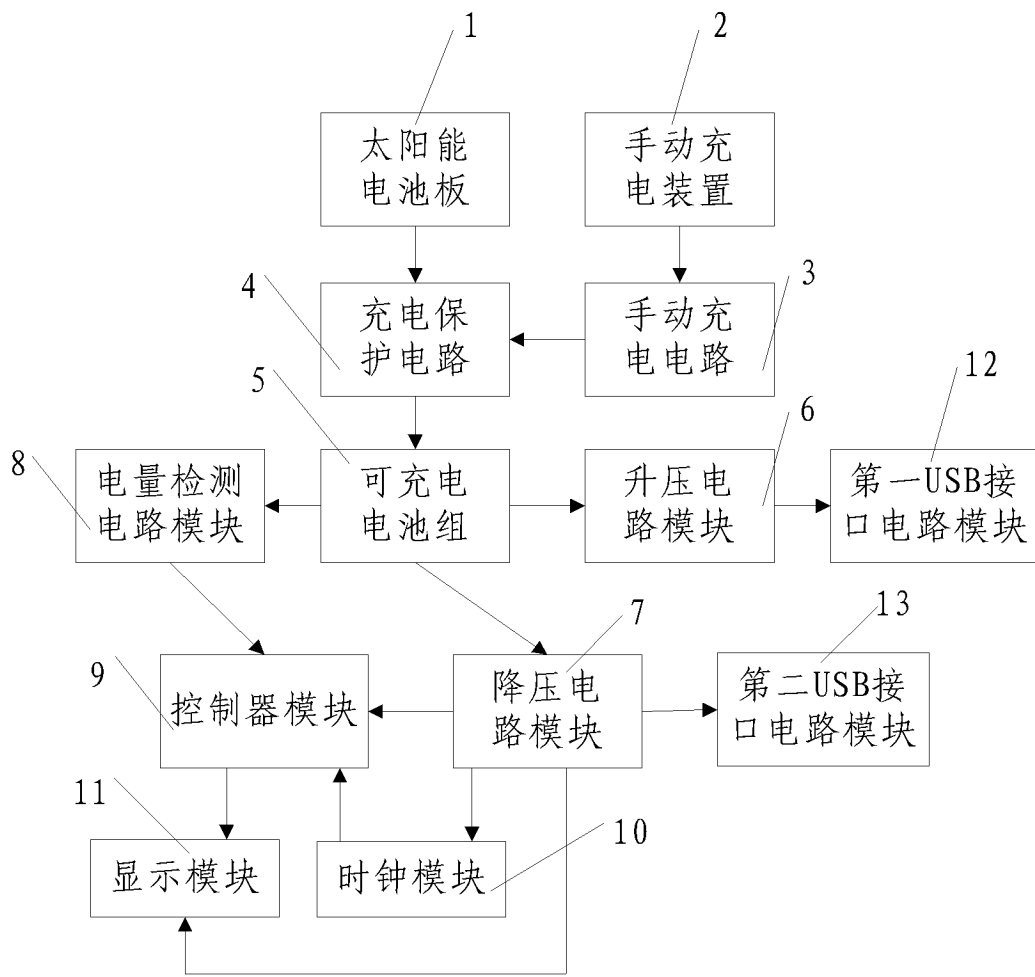 1
2
太阳能
电池板
手动充
电装置
4
充电保
护电路
手动充
电电路
3
5
6
12
8
电量检测
电路模块
可充电
电池组
升压电
路模块
第一USB接
口电路模块
7
13
9
控制器模块
降压电
路模块
第二USB接
口电路模块
11
10
显示模块
时钟模块